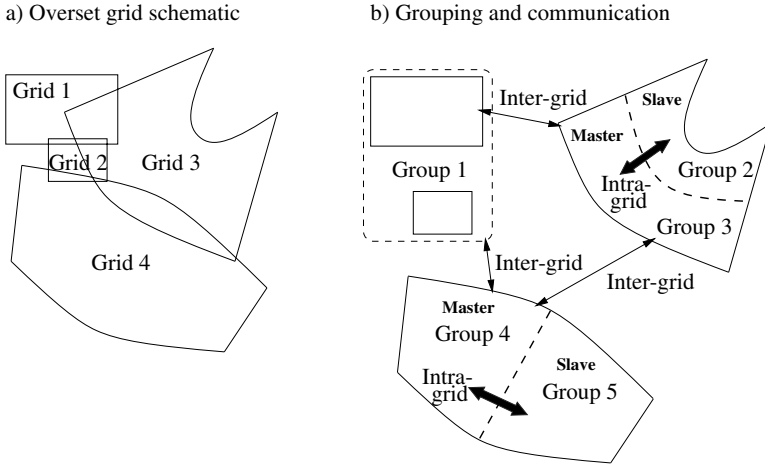 a) Overset grid schematic
Grid 1
Grid 2
Grid 3
Grid 4
b) Grouping and communication
Inter-grid
Slave
Master
Group 1
Group 2
Intra-
grid
Group 3
Inter-grid
Inter-grid
Master
Group 4
Slave
Intra-
grid
Group 5